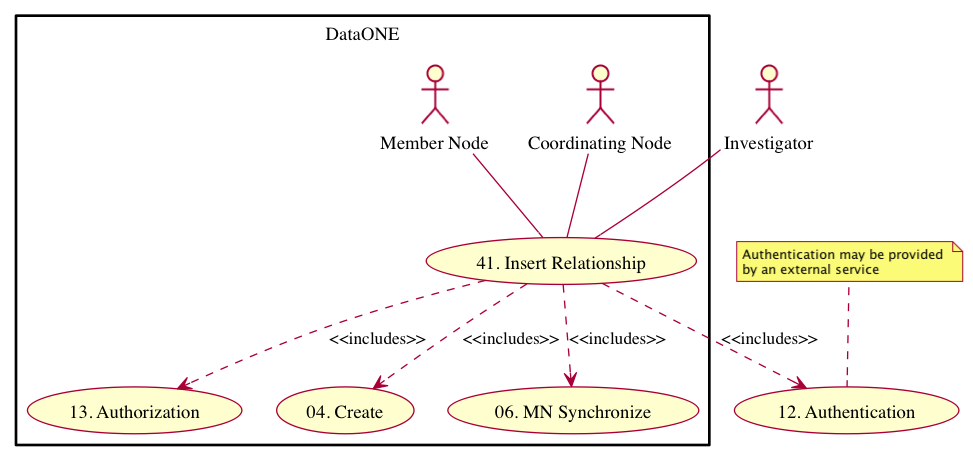 DataONE
Member Node
Coordinating Node
Investigator
41. Insert Relationship
Authentication may be provided
by an external service
<<includes>>
<<includes>>
<<includes>>
<<includes>>
13. Authorization
04. Create
06. MN Synchronize
12. Authentication